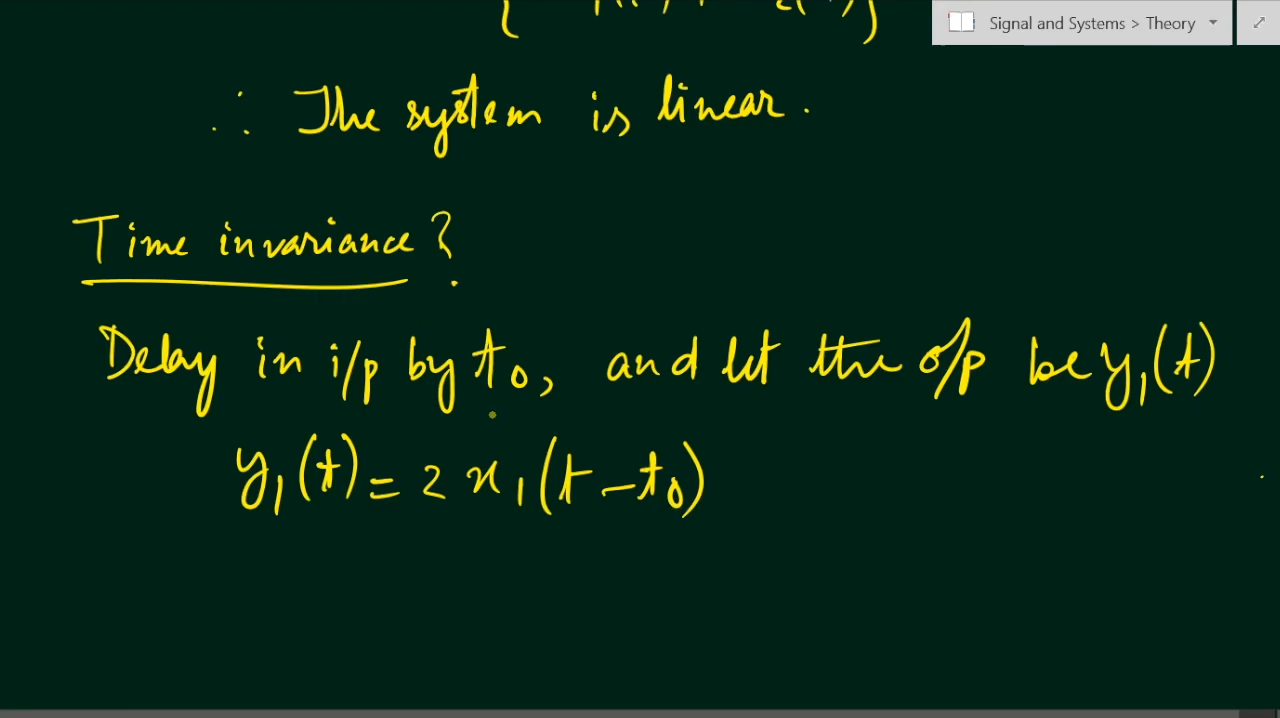 Signal and Systems > Theory
∴ The system is linear.
Time invariance?
Delay in i/p by t₀, and let the o/p be y₁(t)
y₁(t) = 2 x₁(t - t₀)